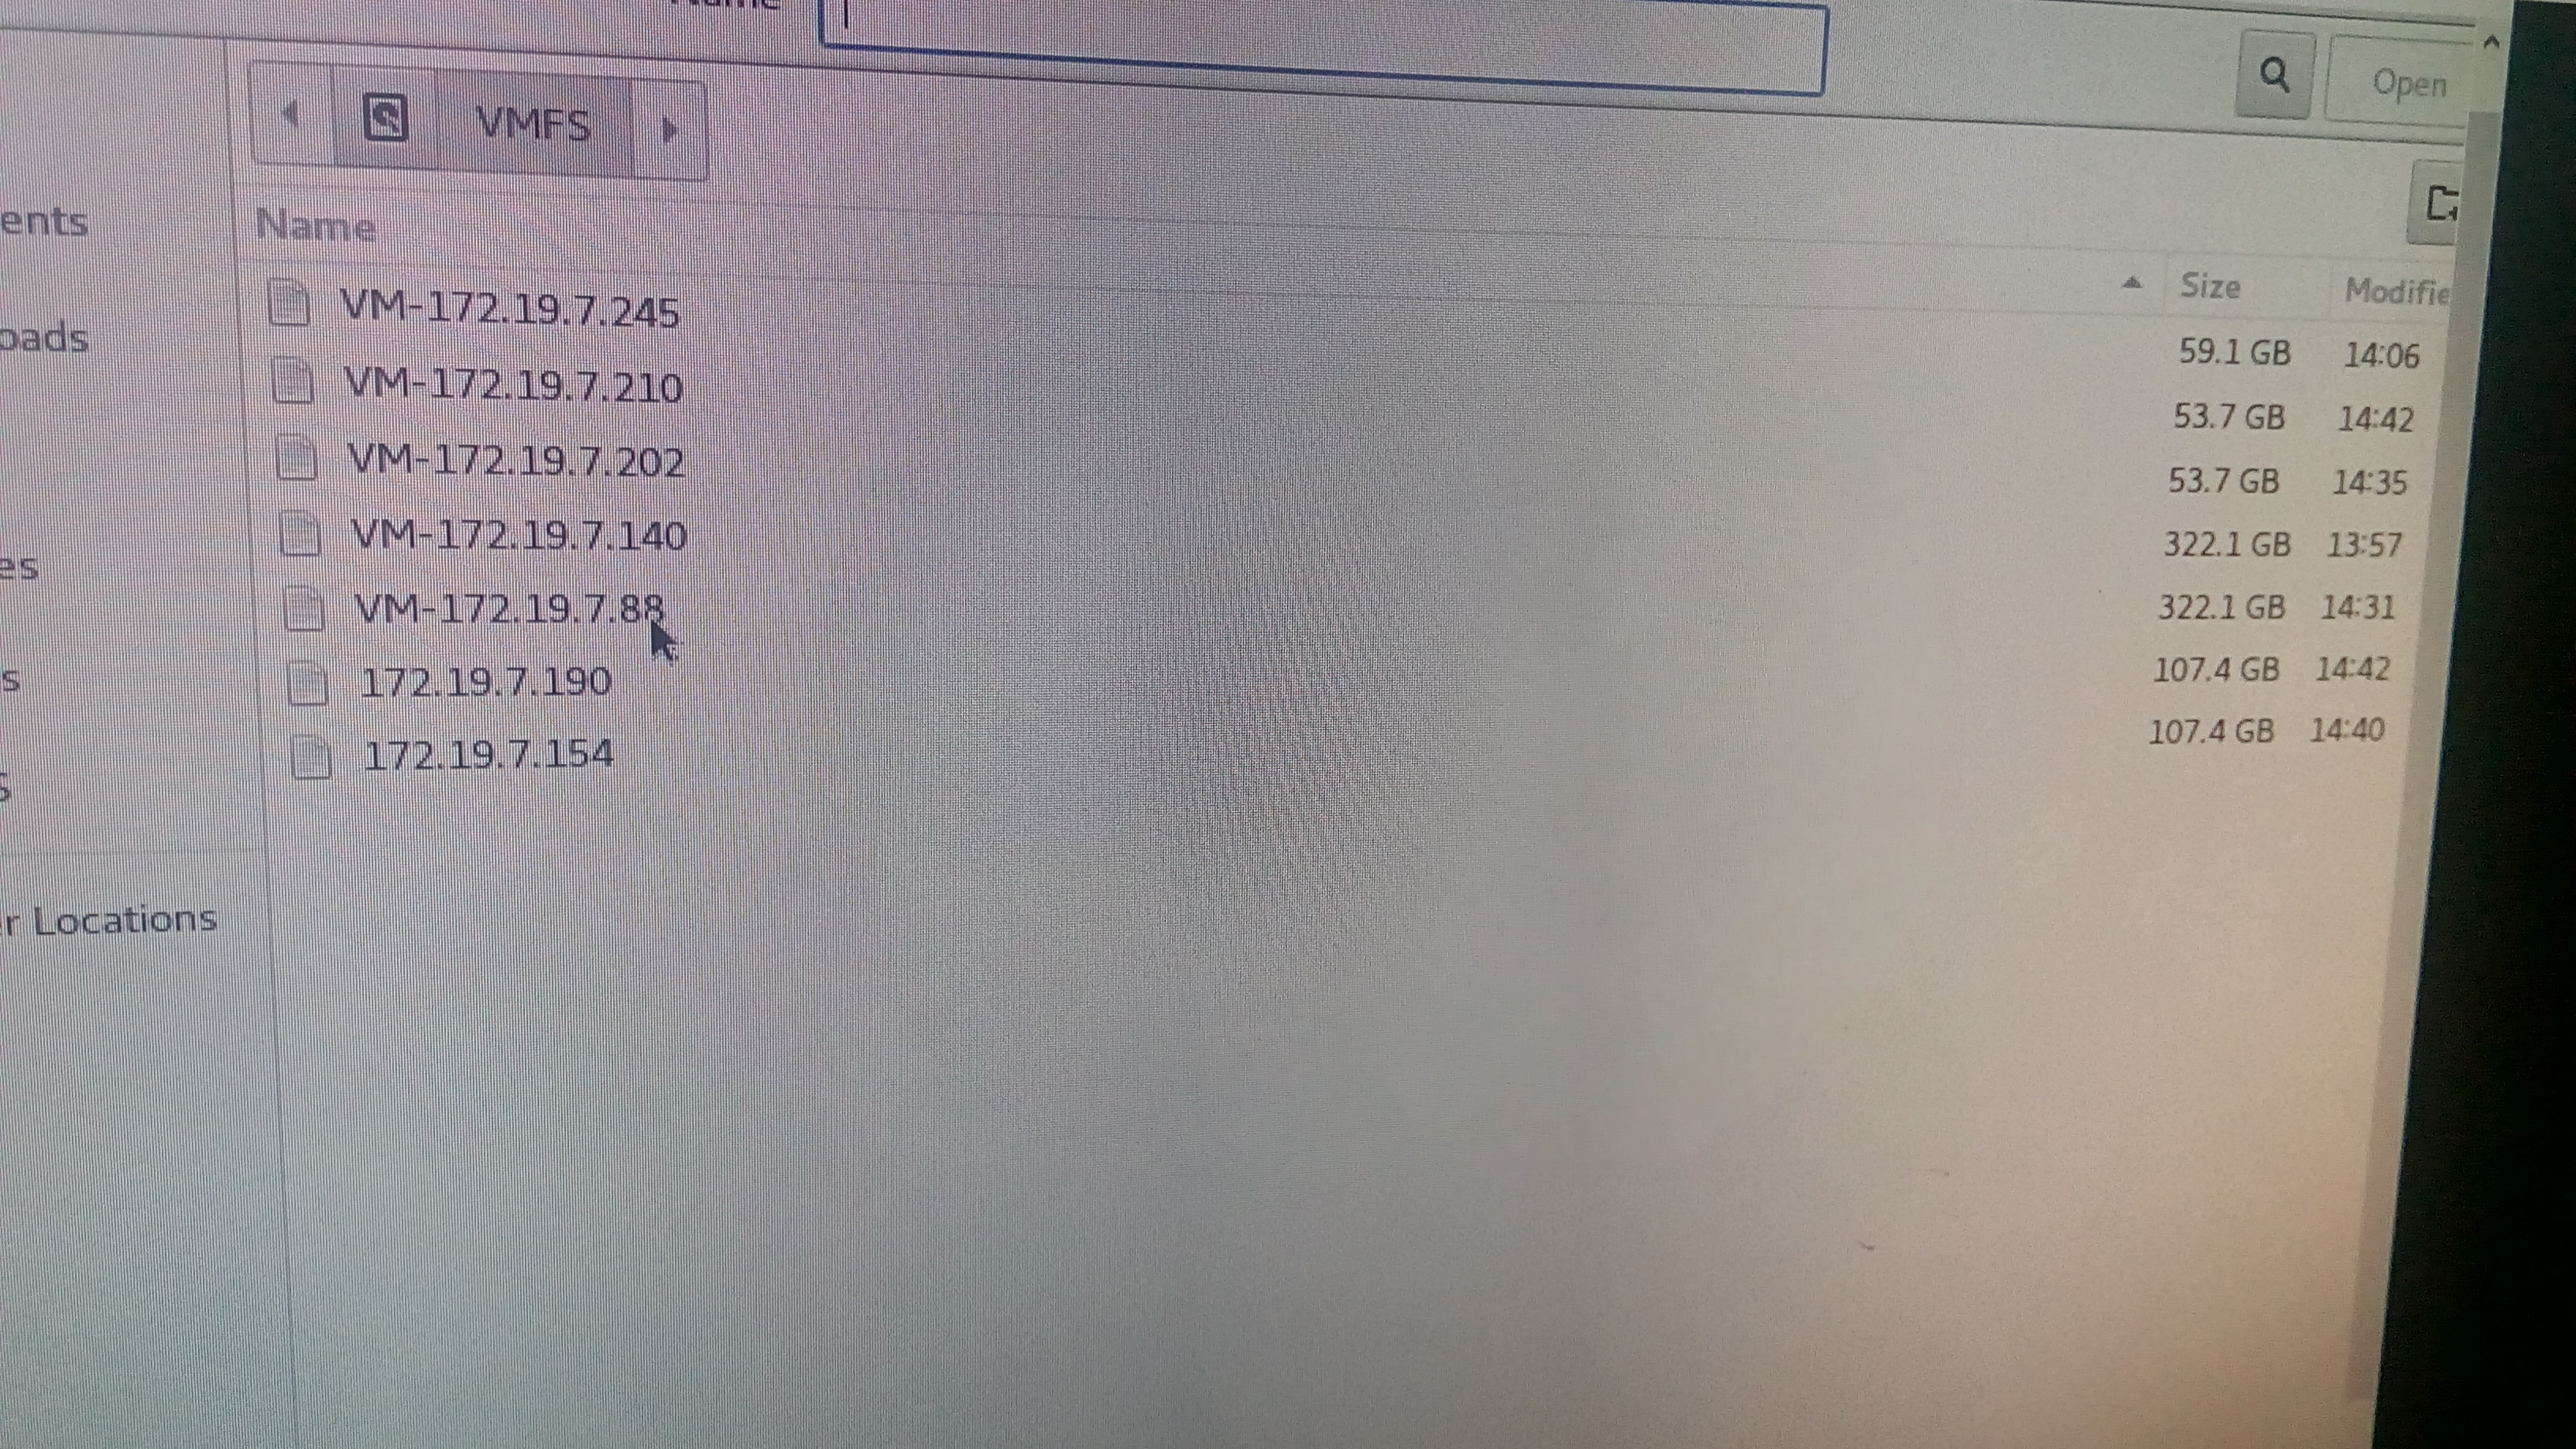 Open
VMFS
Name Size Modifie
VM-172.19.7.245 59.1 GB 14:06
VM-172.19.7.210 53.7 GB 14:42
VM-172.19.7.202 53.7 GB 14:35
VM-172.19.7.140 322.1 GB 13:57
VM-172.19.7.88 322.1 GB 14:31
172.19.7.190 107.4 GB 14:42
172.19.7.154 107.4 GB 14:40
ents
oads
es
s
r Locations